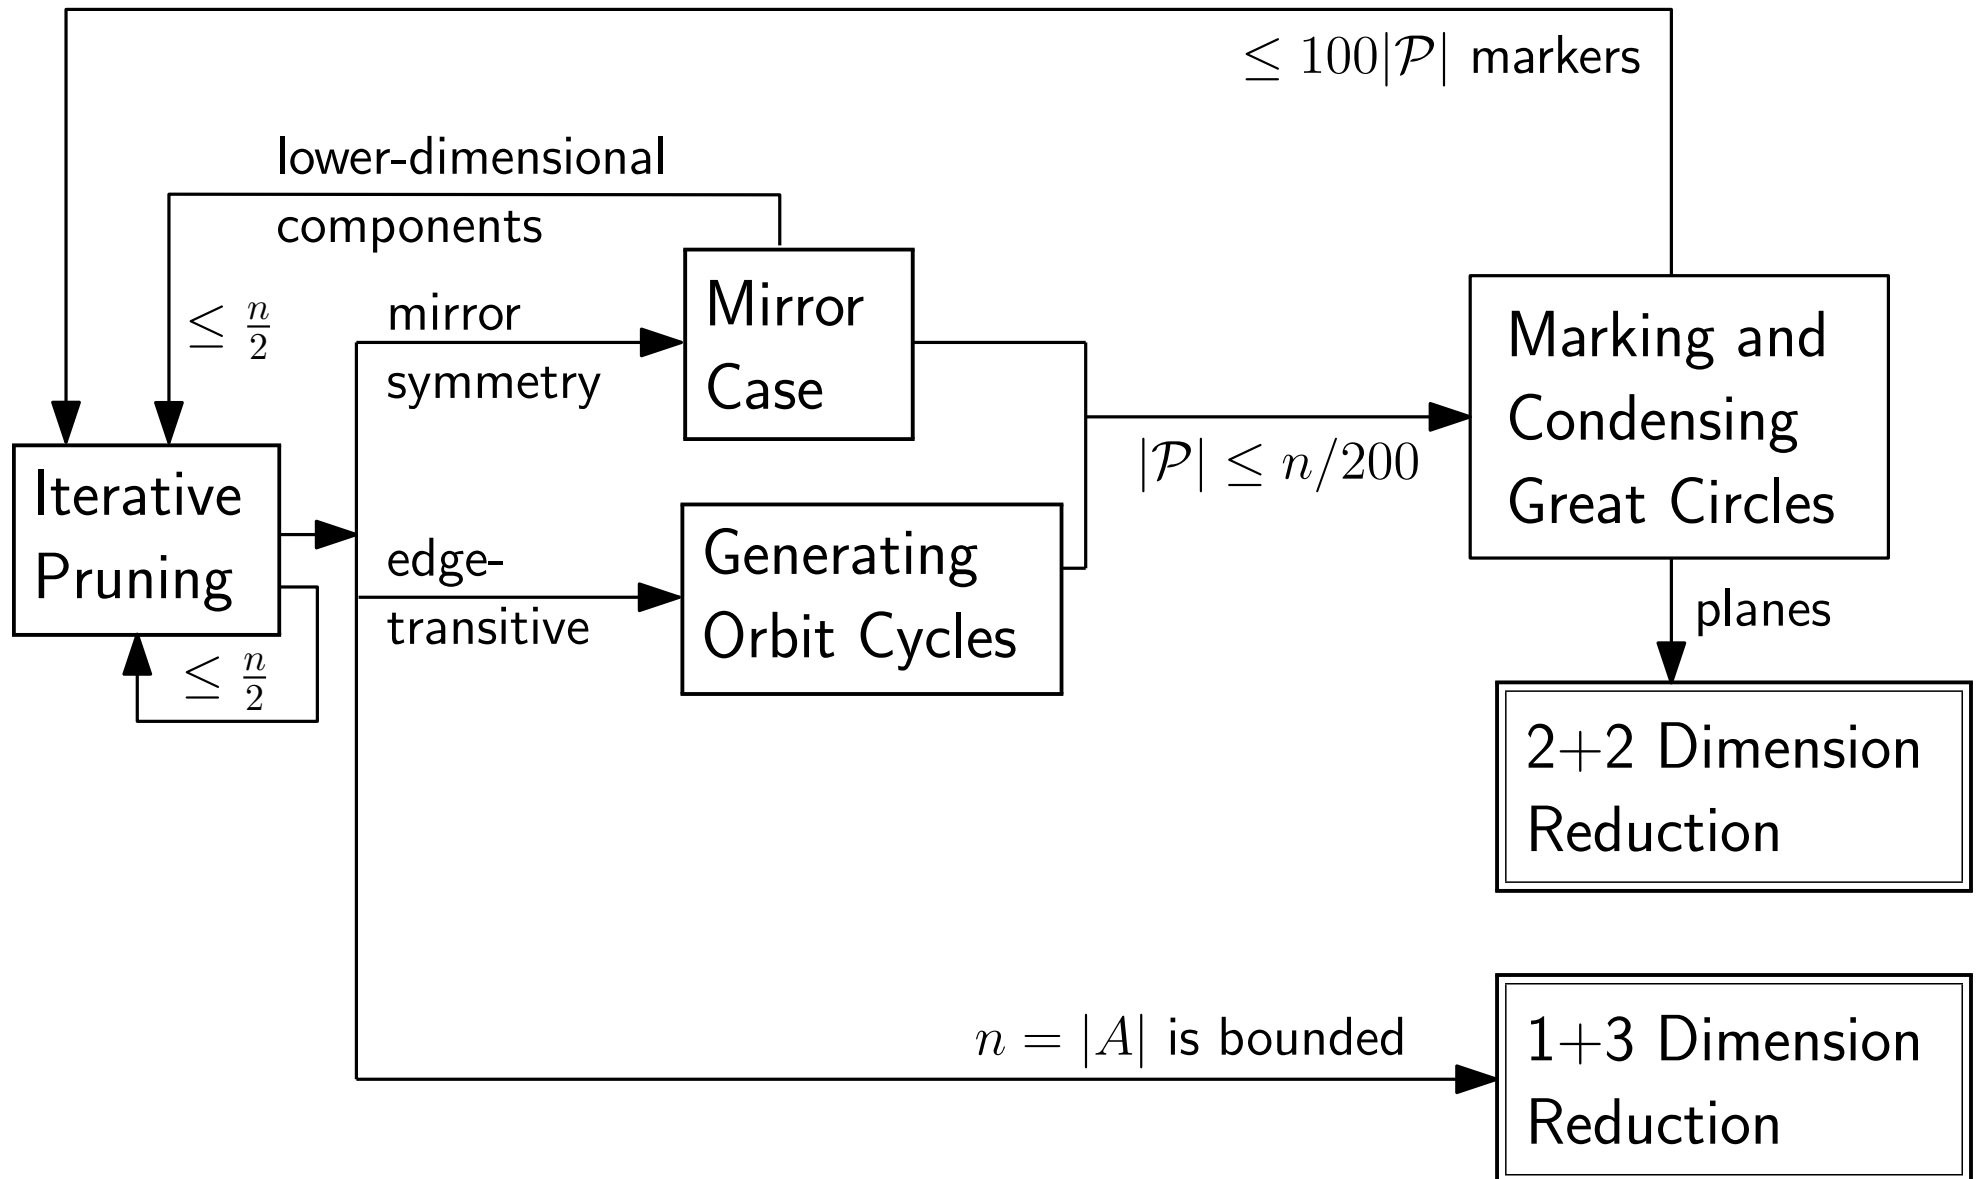 ≤ 100|𝒫| markers
lower-dimensional
components
≤ n/2
mirror
symmetry
Mirror
Case
Marking and
Condensing
Great Circles
|𝒫| ≤ n/200
Iterative
Pruning
≤ n/2
edge-
transitive
Generating
Orbit Cycles
planes
2+2 Dimension
Reduction
n = |A| is bounded
1+3 Dimension
Reduction